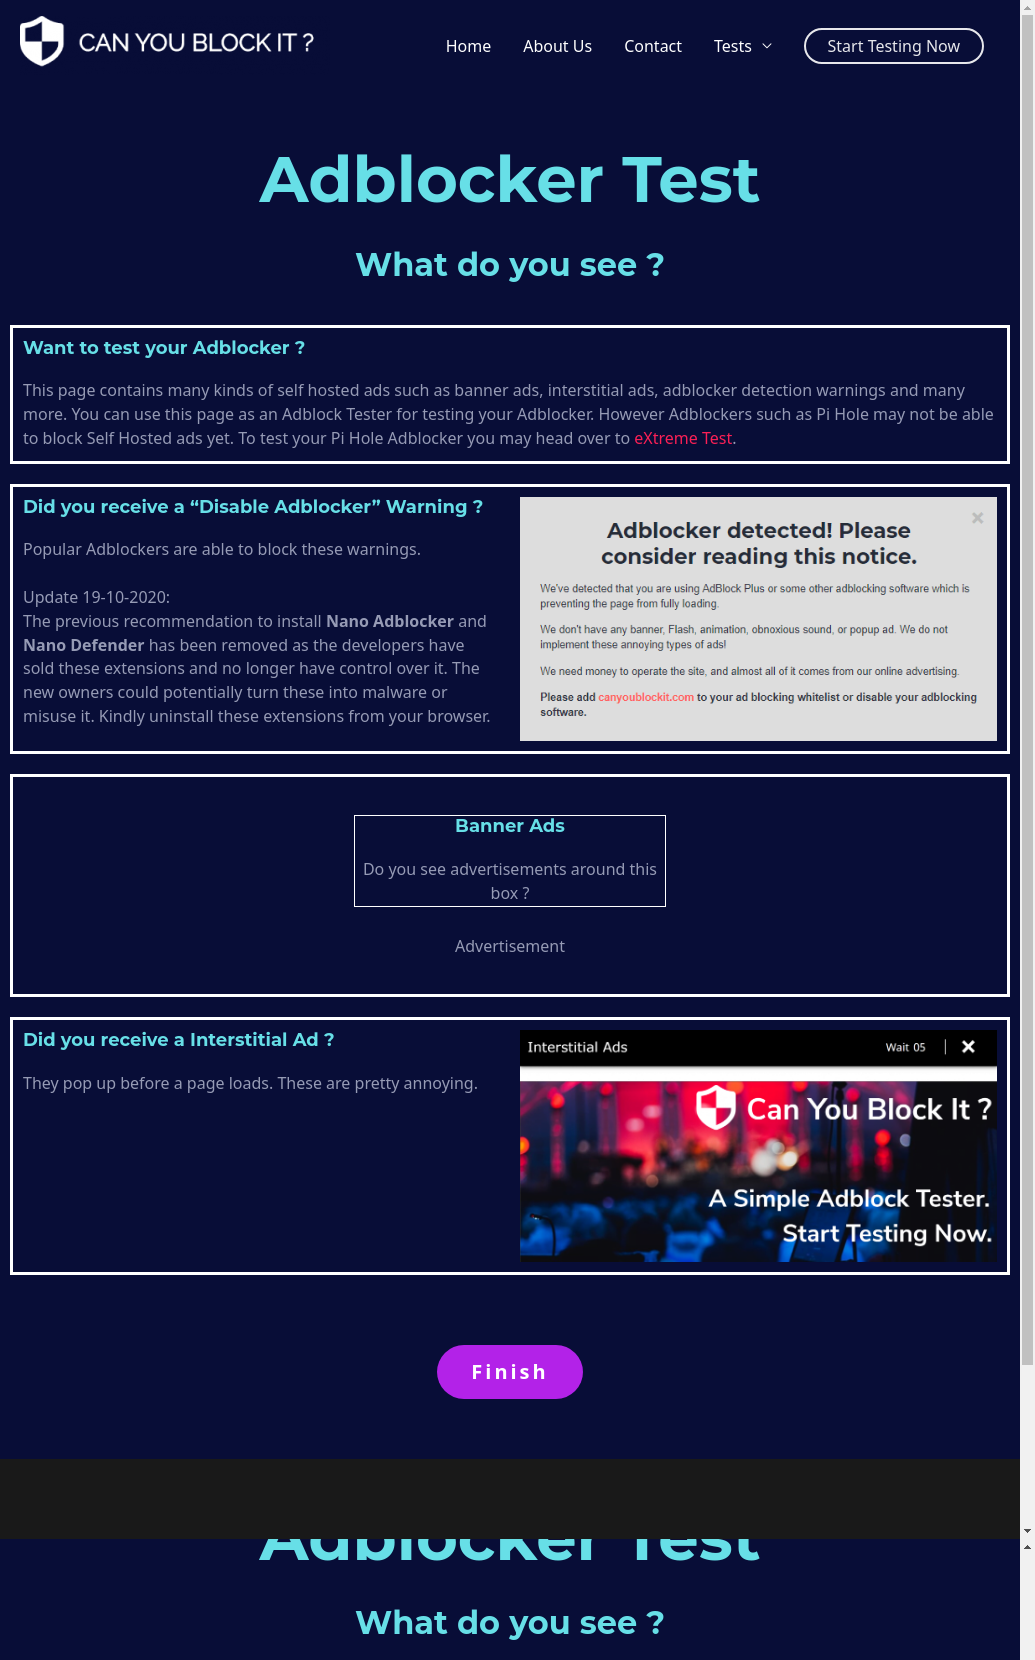 CAN YOU BLOCK IT ?
Home
About Us
Contact
Tests
Start Testing Now
Adblocker Test
What do you see ?
Want to test your Adblocker ?
This page contains many kinds of self hosted ads such as banner ads, interstitial ads, adblocker detection warnings and many
more. You can use this page as an Adblock Tester for testing your Adblocker. However Adblockers such as Pi Hole may not be able
to block Self Hosted ads yet. To test your Pi Hole Adblocker you may head over to eXtreme Test.
Did you receive a “Disable Adblocker” Warning ?
Popular Adblockers are able to block these warnings.
Update 19-10-2020:
The previous recommendation to install Nano Adblocker and
Nano Defender has been removed as the developers have
sold these extensions and no longer have control over it. The
new owners could potentially turn these into malware or
misuse it. Kindly uninstall these extensions from your browser.
Adblocker detected! Please
consider reading this notice.
We've detected that you are using AdBlock Plus or some other adblocking software which is
preventing the page from fully loading.
We don't have any banner, Flash, animation, obnoxious sound, or popup ad. We do not
implement these annoying types of ads!
We need money to operate the site, and almost all of it comes from our online advertising.
Please add canyoublockit.com to your ad blocking whitelist or disable your adblocking
software.
Banner Ads
Do you see advertisements around this
box ?
Advertisement
Did you receive a Interstitial Ad ?
They pop up before a page loads. These are pretty annoying.
Interstitial Ads
Wait 05
Can You Block It ?
A Simple Adblock Tester.
Start Testing Now.
Finish
Adblocker Test
What do you see ?